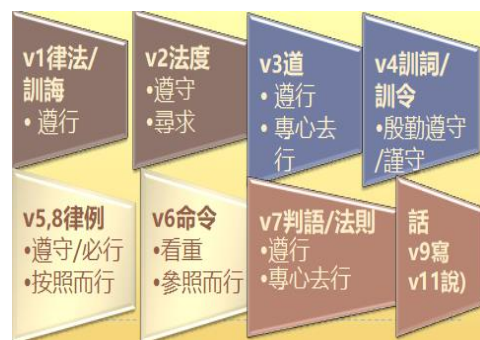 v1律法/
訓誨
• 遵行
v2法度
•遵守
•尋求
v3道
• 遵行
• 專心去
行
v4訓詞/
訓令
•殷勤遵守
/謹守
v5,8律例
•遵守/必行
•按照而行
v6命令
•看重
•參照而行
v7判語/法則
•遵行
•專心去行
話
v9寫
v11說)